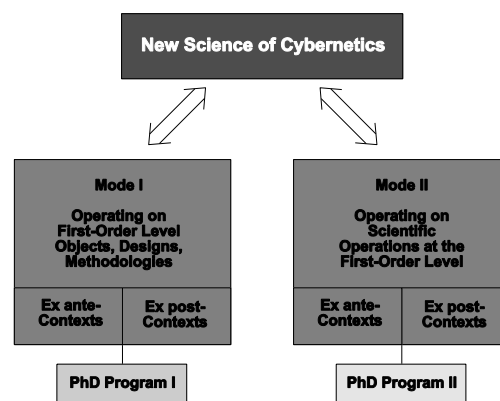 New Science of Cybernetics
Mode I
Operating on
First-Order Level
Objects, Designs,
Methodologies
Ex ante-
Contexts
Ex post-
Contexts
PhD Program I
Mode II
Operating on
Scientific
Operations at the
First-Order Level
Ex ante-
Contexts
Ex post-
Contexts
PhD Program II